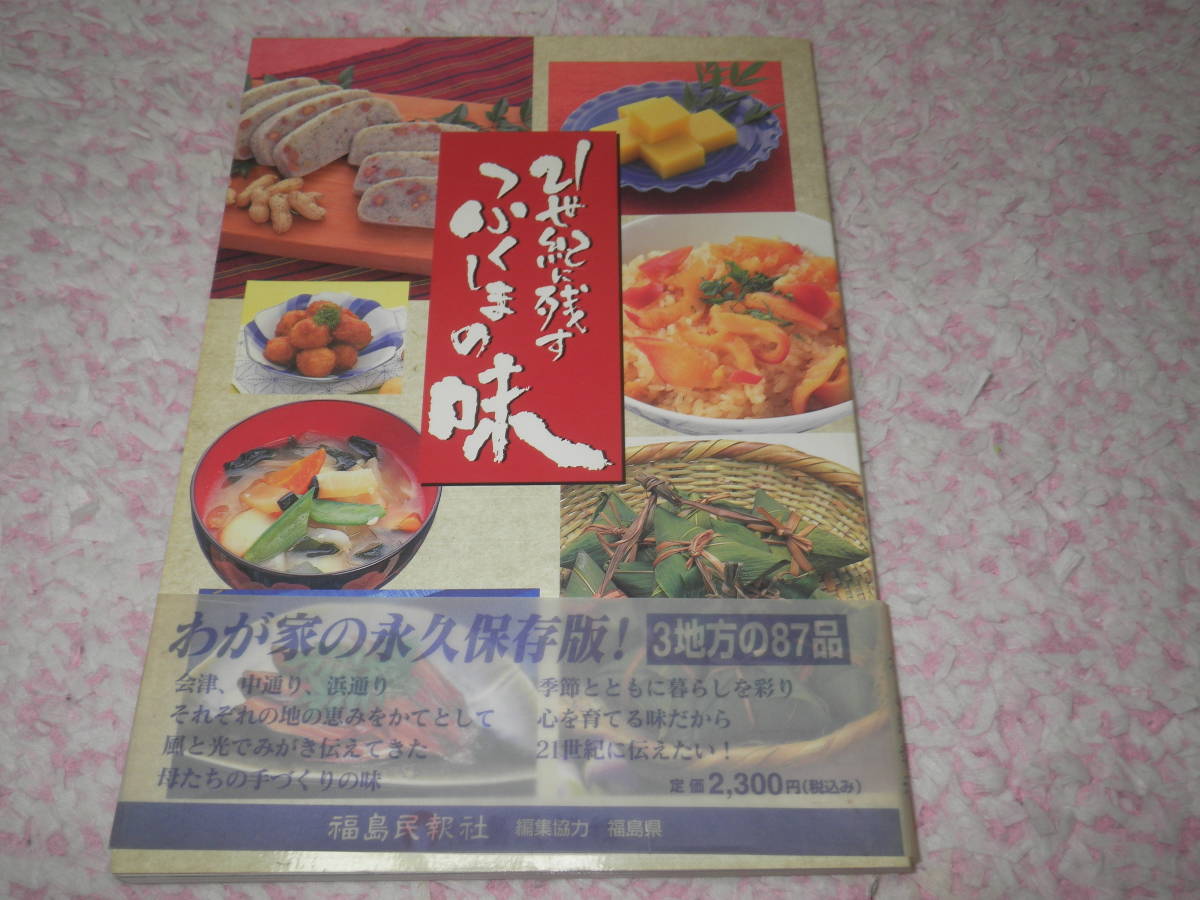 21世紀に残す
ふくしまの味
わが家の永久保存版!
3地方の87品
会津、中通り、浜通り
それぞれの地の恵みをかてとして
風と光でみがき伝えてきた
母たちの手づくりの味
季節とともに暮らしを彩り
心を育てる味だから
21世紀に伝えたい!
定価2,300円(税込み)
福島民報社 編集協力 福島県